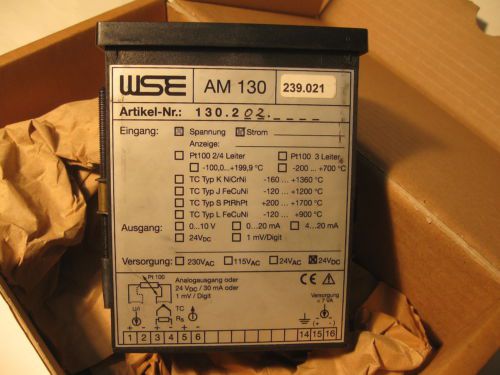 WSE AM 130 239.021
Artikel-Nr.: 130.202.
Eingang: Spannung Strom
Anzeige:
Pt100 2/4 Leiter Pt100 3 Leiter
-100,0...+199,9 °C -200 ...+700 °C
TC Typ K NiCrNi -160 ...+1360 °C
TC Typ J FeCuNi -120 ...+1200 °C
TC Typ S PtRhPt +200 ...+1700 °C
TC Typ L FeCuNi -120 ...+900 °C
Ausgang: 0...10 V 0...20 mA 4...20 mA
24VDC 1 mV/Digit
Versorgung: 230VAC 115VAC 24VAC 24VDC
Pt 100 Analogausgang oder CE
24 VDC / 30 mA oder
1 mV / Digit
Versorgung
≈ 7 VA
U/I TC
RS
+ - - + - + - (+) (-)
1 2 3 4 5 6 14 15 16